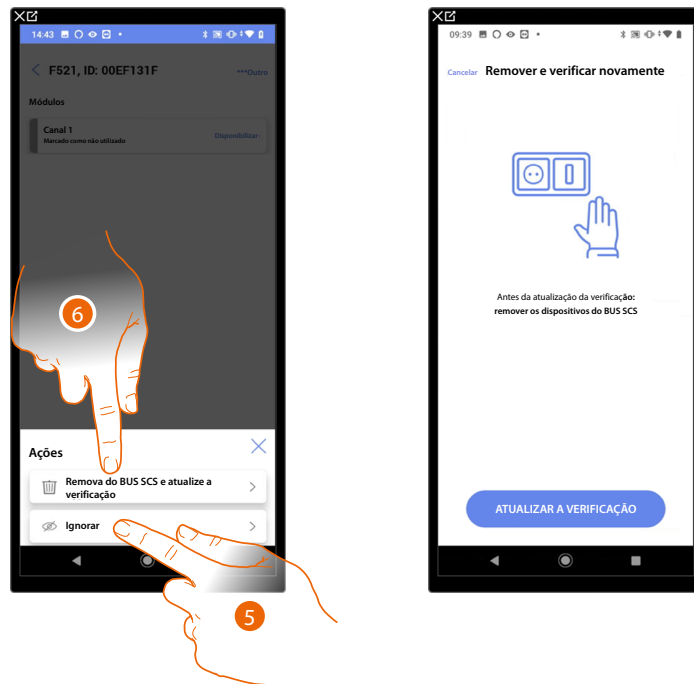 14:43
F521, ID: 00EF131F
***Outro
Módulos
Canal 1
Marcado como não utilizado
Disponibilizar
6
Ações
Remova do BUS SCS e atualize a
verificação
Ignorar
5
09:39
Cancelar Remover e verificar novamente
Antes da atualização da verificação:
remover os dispositivos do BUS SCS
ATUALIZAR A VERIFICAÇÃO